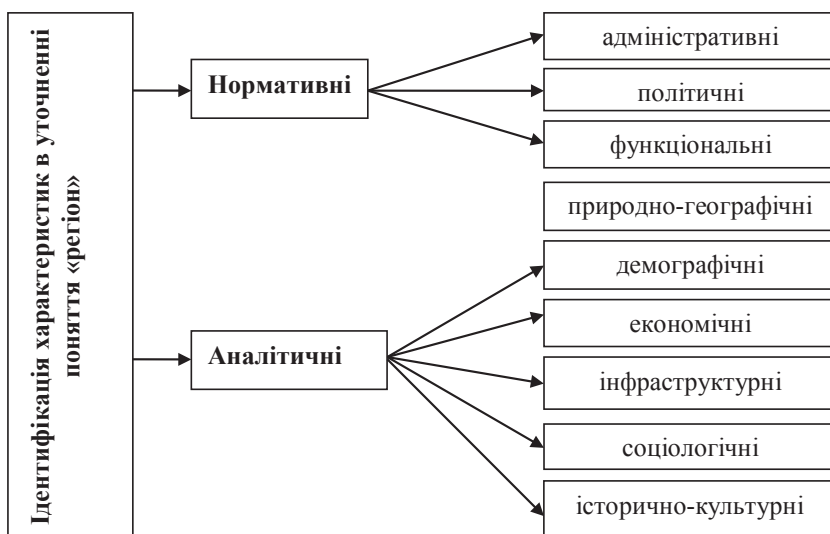 Ідентифікація характеристик в уточненні
поняття «регіон»
Нормативні
адміністративні
політичні
функціональні
природно-географічні
Аналітичні
демографічні
економічні
інфраструктурні
соціологічні
історично-культурні